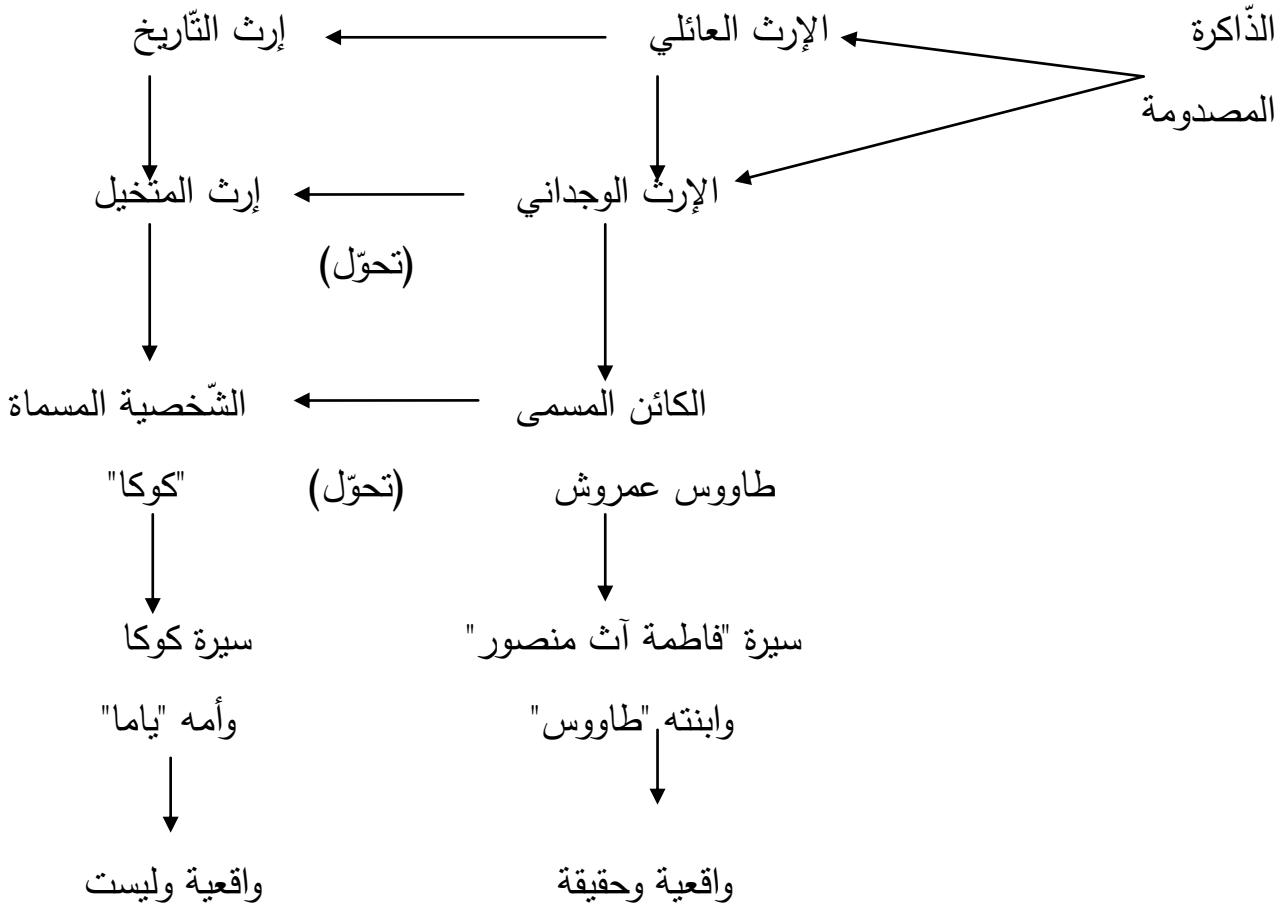 الذّاكرة الإرث العائلي إرث التّاريخ
المصدومة
الإرث الوجداني إرث المتخيل
(تحوّل)
الكائن المسمى الشّخصية المسماة
طاووس عمروش (تحوّل) "كوكا"
سيرة "فاطمة آث منصور" سيرة كوكا
وابنته "طاووس" وأمه "ياما"
واقعية وحقيقة واقعية وليست